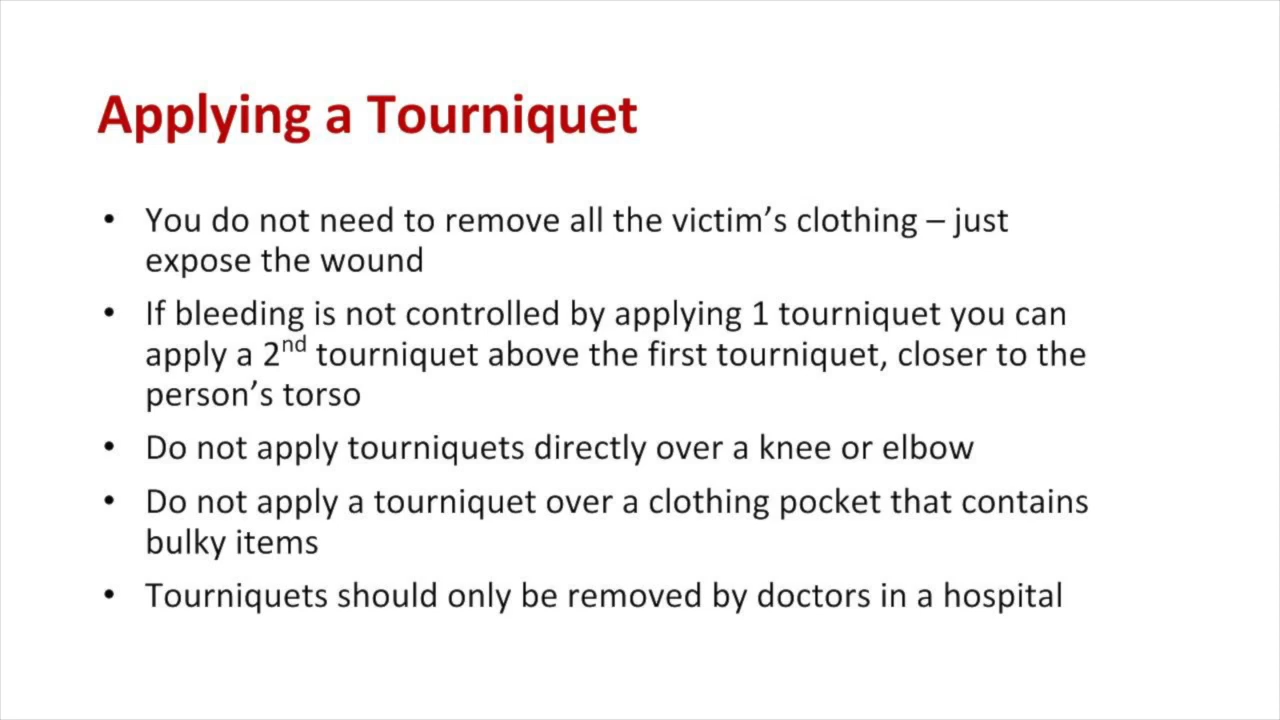 Applying a Tourniquet
• You do not need to remove all the victim’s clothing – just
expose the wound
• If bleeding is not controlled by applying 1 tourniquet you can
apply a 2nd tourniquet above the first tourniquet, closer to the
person’s torso
• Do not apply tourniquets directly over a knee or elbow
• Do not apply a tourniquet over a clothing pocket that contains
bulky items
• Tourniquets should only be removed by doctors in a hospital